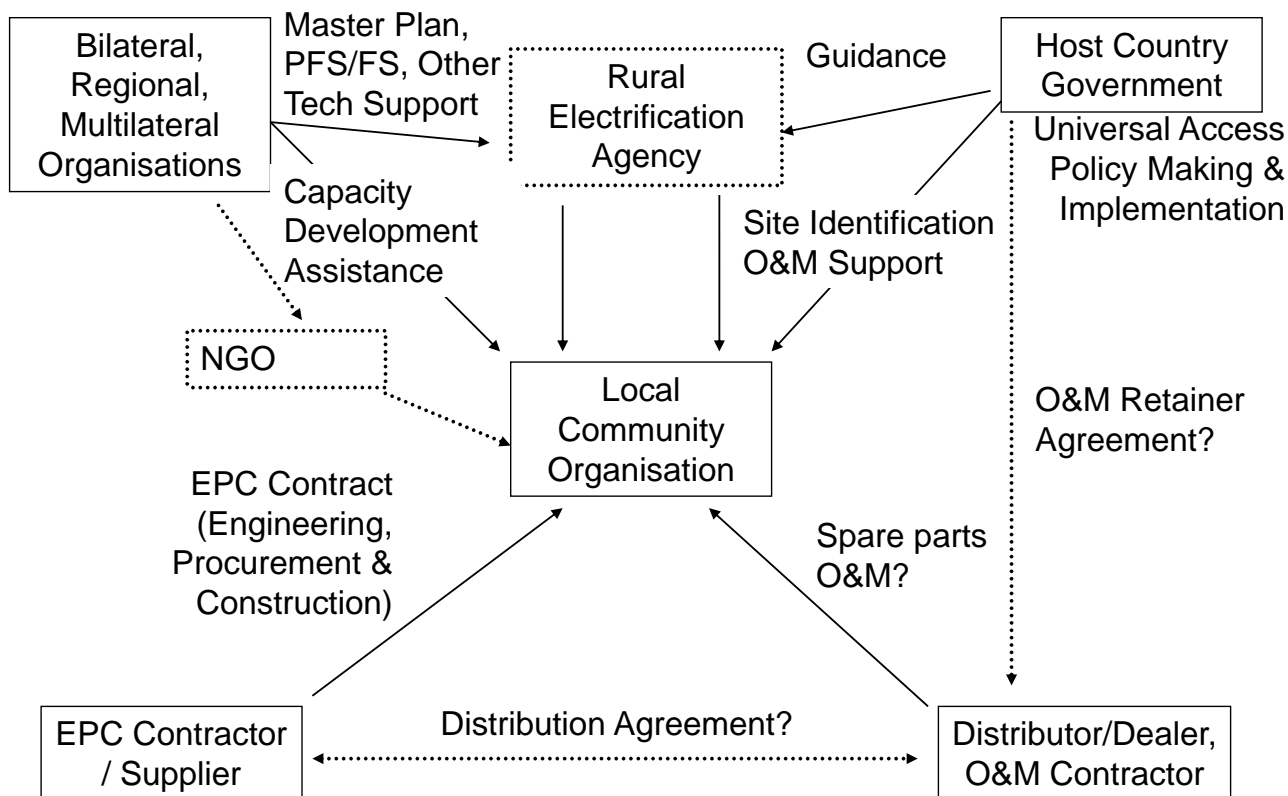 Bilateral,
Regional,
Multilateral
Organisations
Master Plan,
PFS/FS, Other
Tech Support
Rural
Electrification
Agency
Guidance
Host Country
Government
Universal Access
Policy Making &
Implementation
Capacity
Development
Assistance
Site Identification
O&M Support
NGO
Local
Community
Organisation
O&M Retainer
Agreement?
EPC Contract
(Engineering,
Procurement &
Construction)
Spare parts
O&M?
EPC Contractor
/ Supplier
Distribution Agreement?
Distributor/Dealer,
O&M Contractor